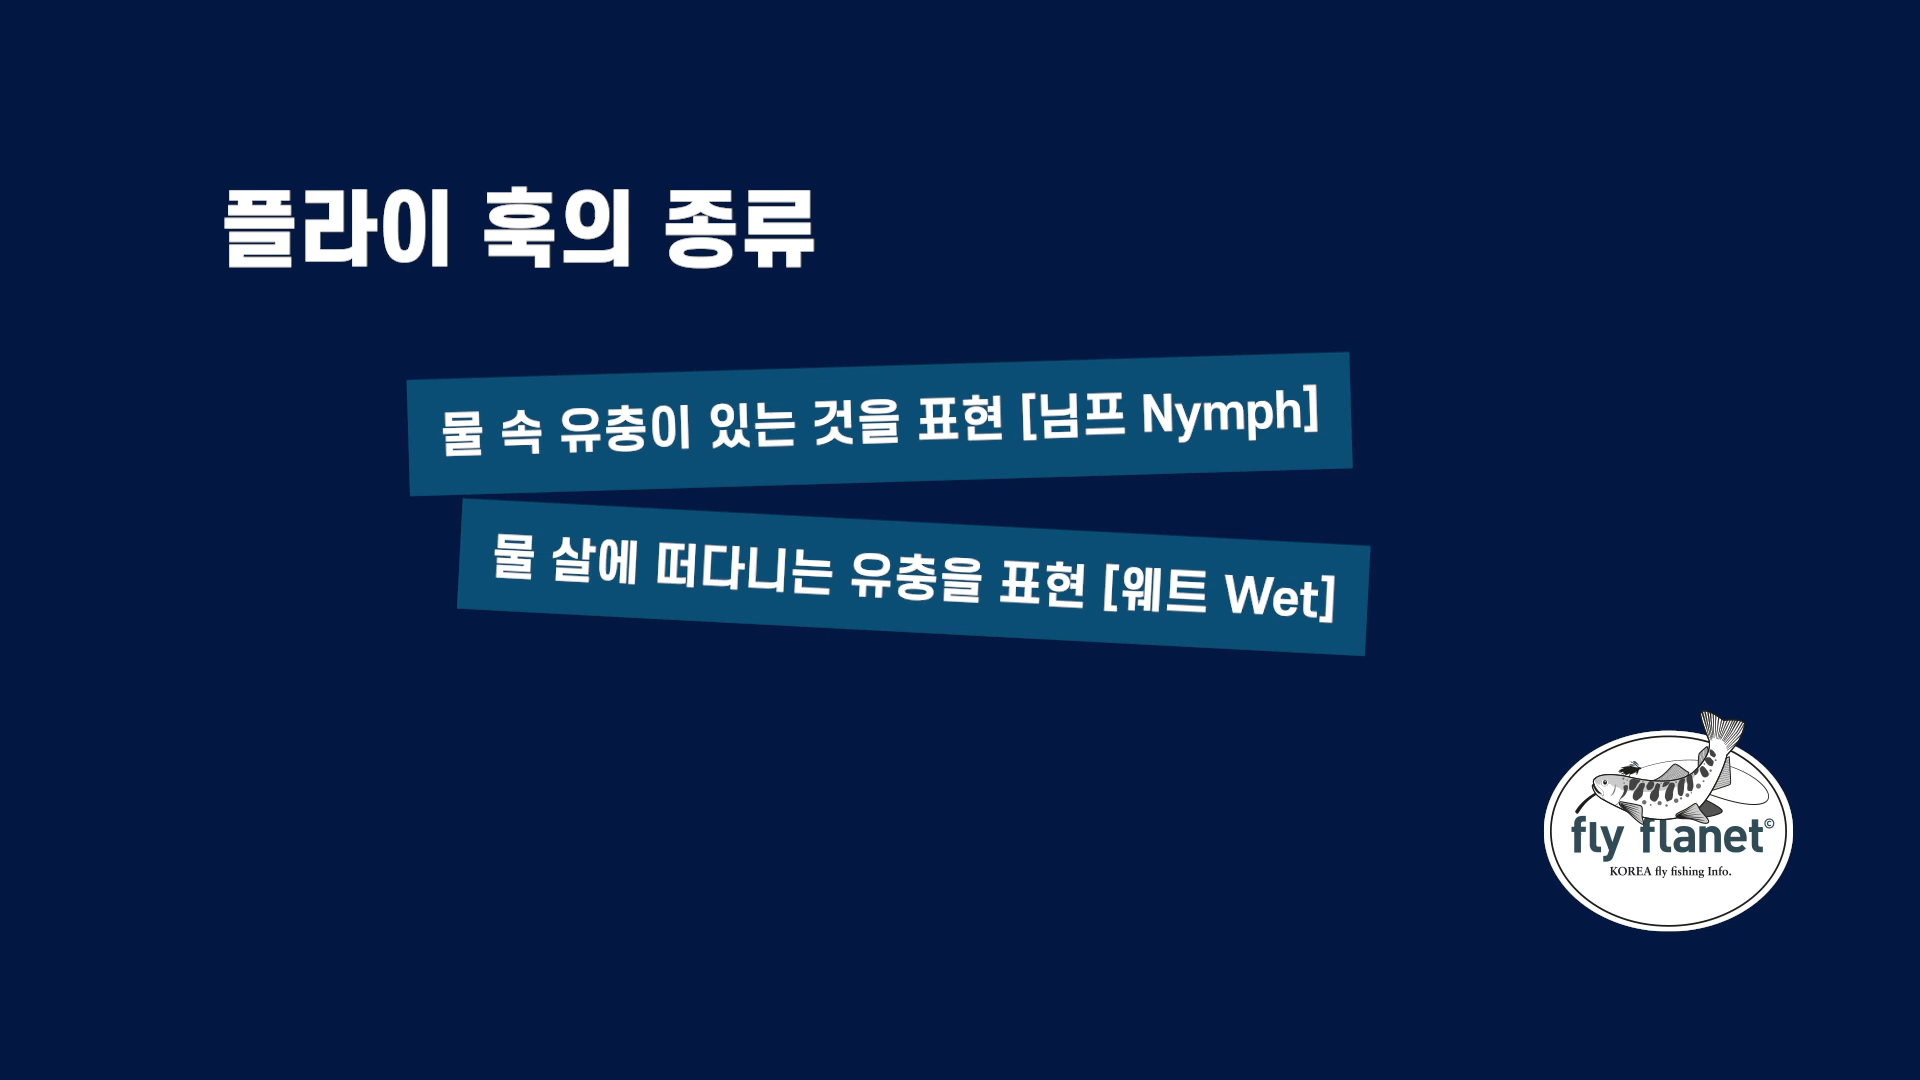 플라이 훅의 종류
물 속 유충이 있는 것을 표현 [님프 Nymph]
물 살에 떠다니는 유충을 표현 [웨트 Wet]
fly flanet©
KOREA fly fishing Info.